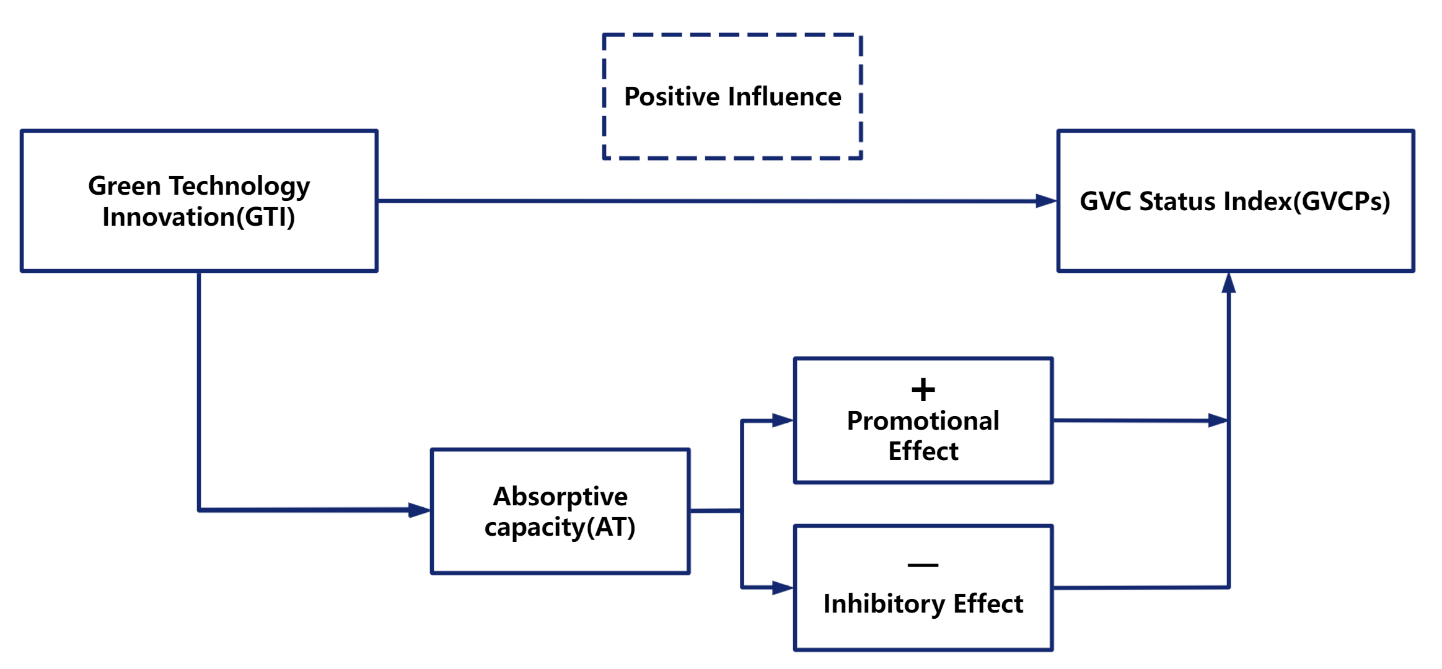 Positive Influence
Green Technology
Innovation(GTI)
GVC Status Index(GVCPs)
+
Promotional
Effect
Absorptive
capacity(AT)
—
Inhibitory Effect